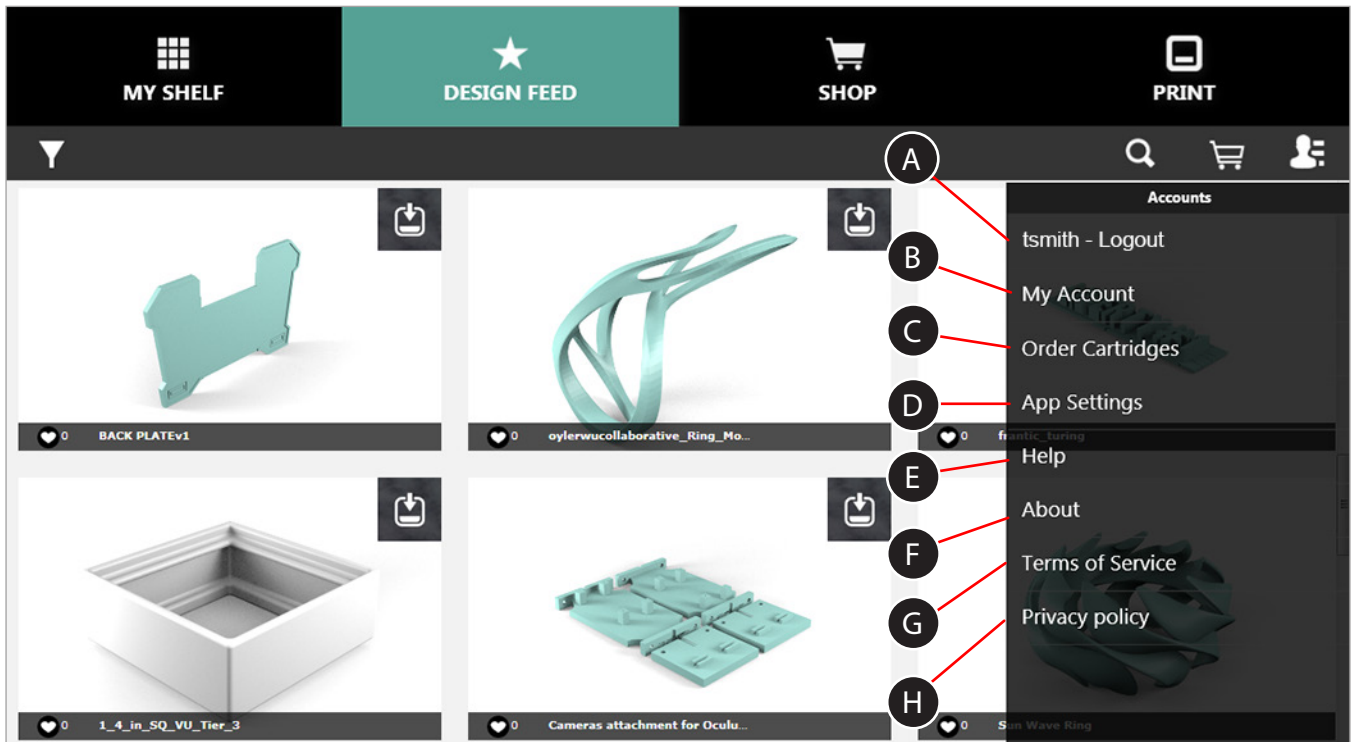 MY SHELF
DESIGN FEED
SHOP
PRINT
Accounts
A
tsmith - Logout
B
My Account
C
Order Cartridges
D
App Settings
E
Help
F
About
G
Terms of Service
H
Privacy policy
0 BACK PLATEv1
0 oylerwucollaborative_Ring_Mo...
0 frantic_turing
0 1_4_in_SQ_VU_Tier_3
0 Cameras attachment for Oculu...
0 Sun Wave Ring